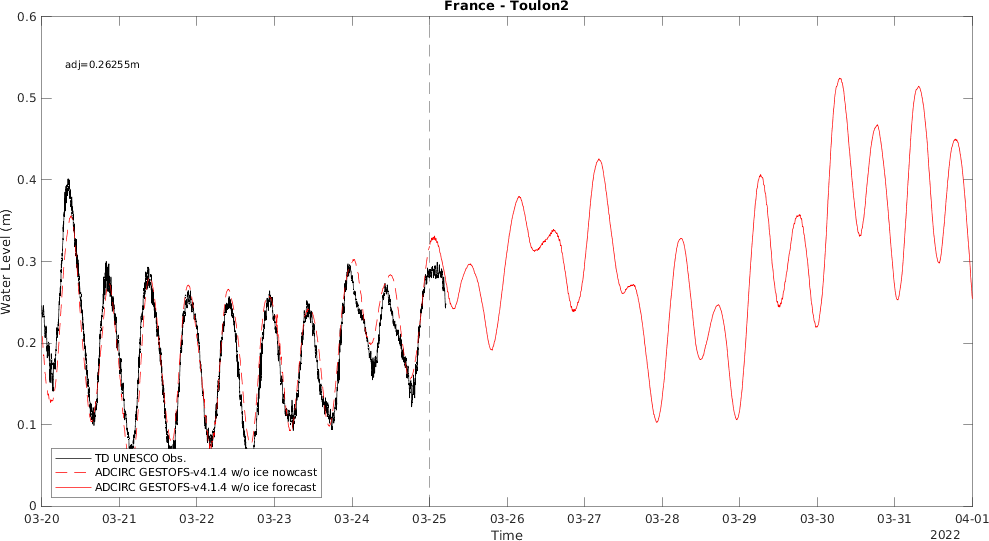 France - Toulon2
adj=0.26255m
Water Level (m)
0.6
0.5
0.4
0.3
0.2
0.1
0
TD UNESCO Obs.
ADCIRC GESTOFS-v4.1.4 w/o ice nowcast
ADCIRC GESTOFS-v4.1.4 w/o ice forecast
03-20 03-21 03-22 03-23 03-24 03-25 03-26 03-27 03-28 03-29 03-30 03-31 04-01
Time
2022